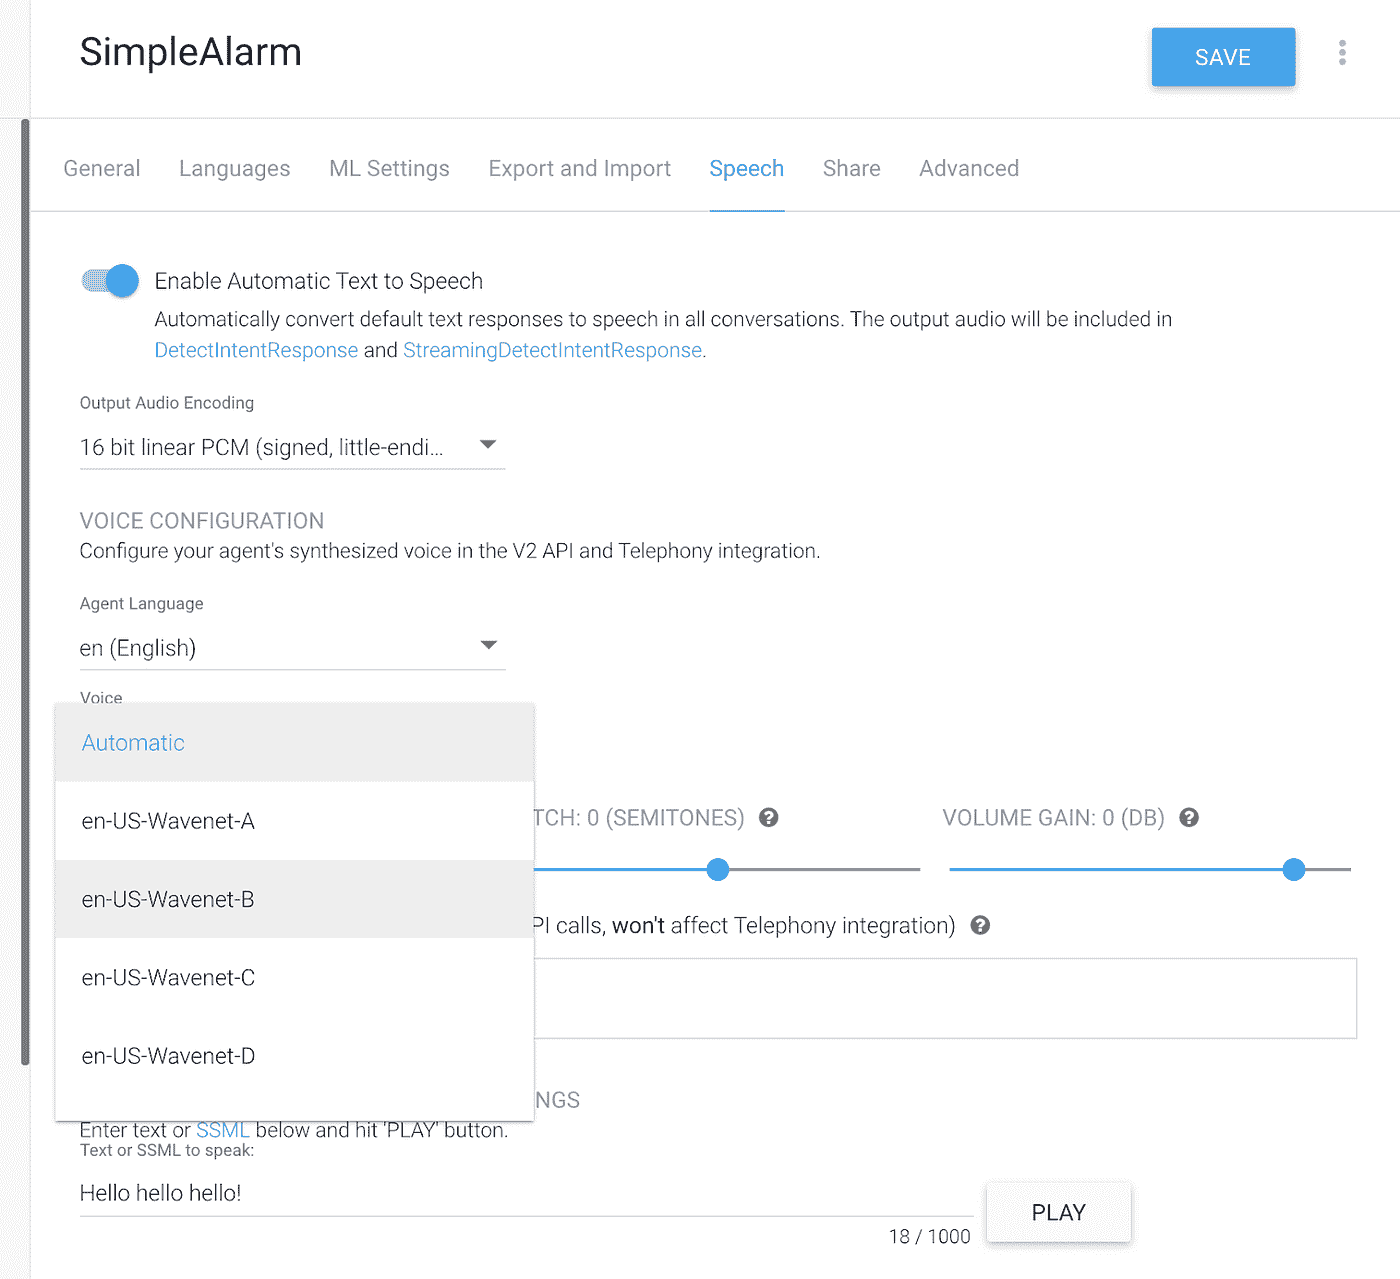 SimpleAlarm
SAVE
General Languages ML Settings Export and Import Speech Share Advanced
Enable Automatic Text to Speech
Automatically convert default text responses to speech in all conversations. The output audio will be included in
DetectIntentResponse and StreamingDetectIntentResponse.
Output Audio Encoding
16 bit linear PCM (signed, little-endi...
VOICE CONFIGURATION
Configure your agent's synthesized voice in the V2 API and Telephony integration.
Agent Language
en (English)
Voice
Automatic
en-US-Wavenet-A
TCH: 0 (SEMITONES) ? VOLUME GAIN: 0 (DB) ?
en-US-Wavenet-B
PI calls, won't affect Telephony integration) ?
en-US-Wavenet-C
en-US-Wavenet-D
NGS
Enter text or SSML below and hit 'PLAY' button.
Text or SSML to speak:
Hello hello hello!
PLAY
18 / 1000